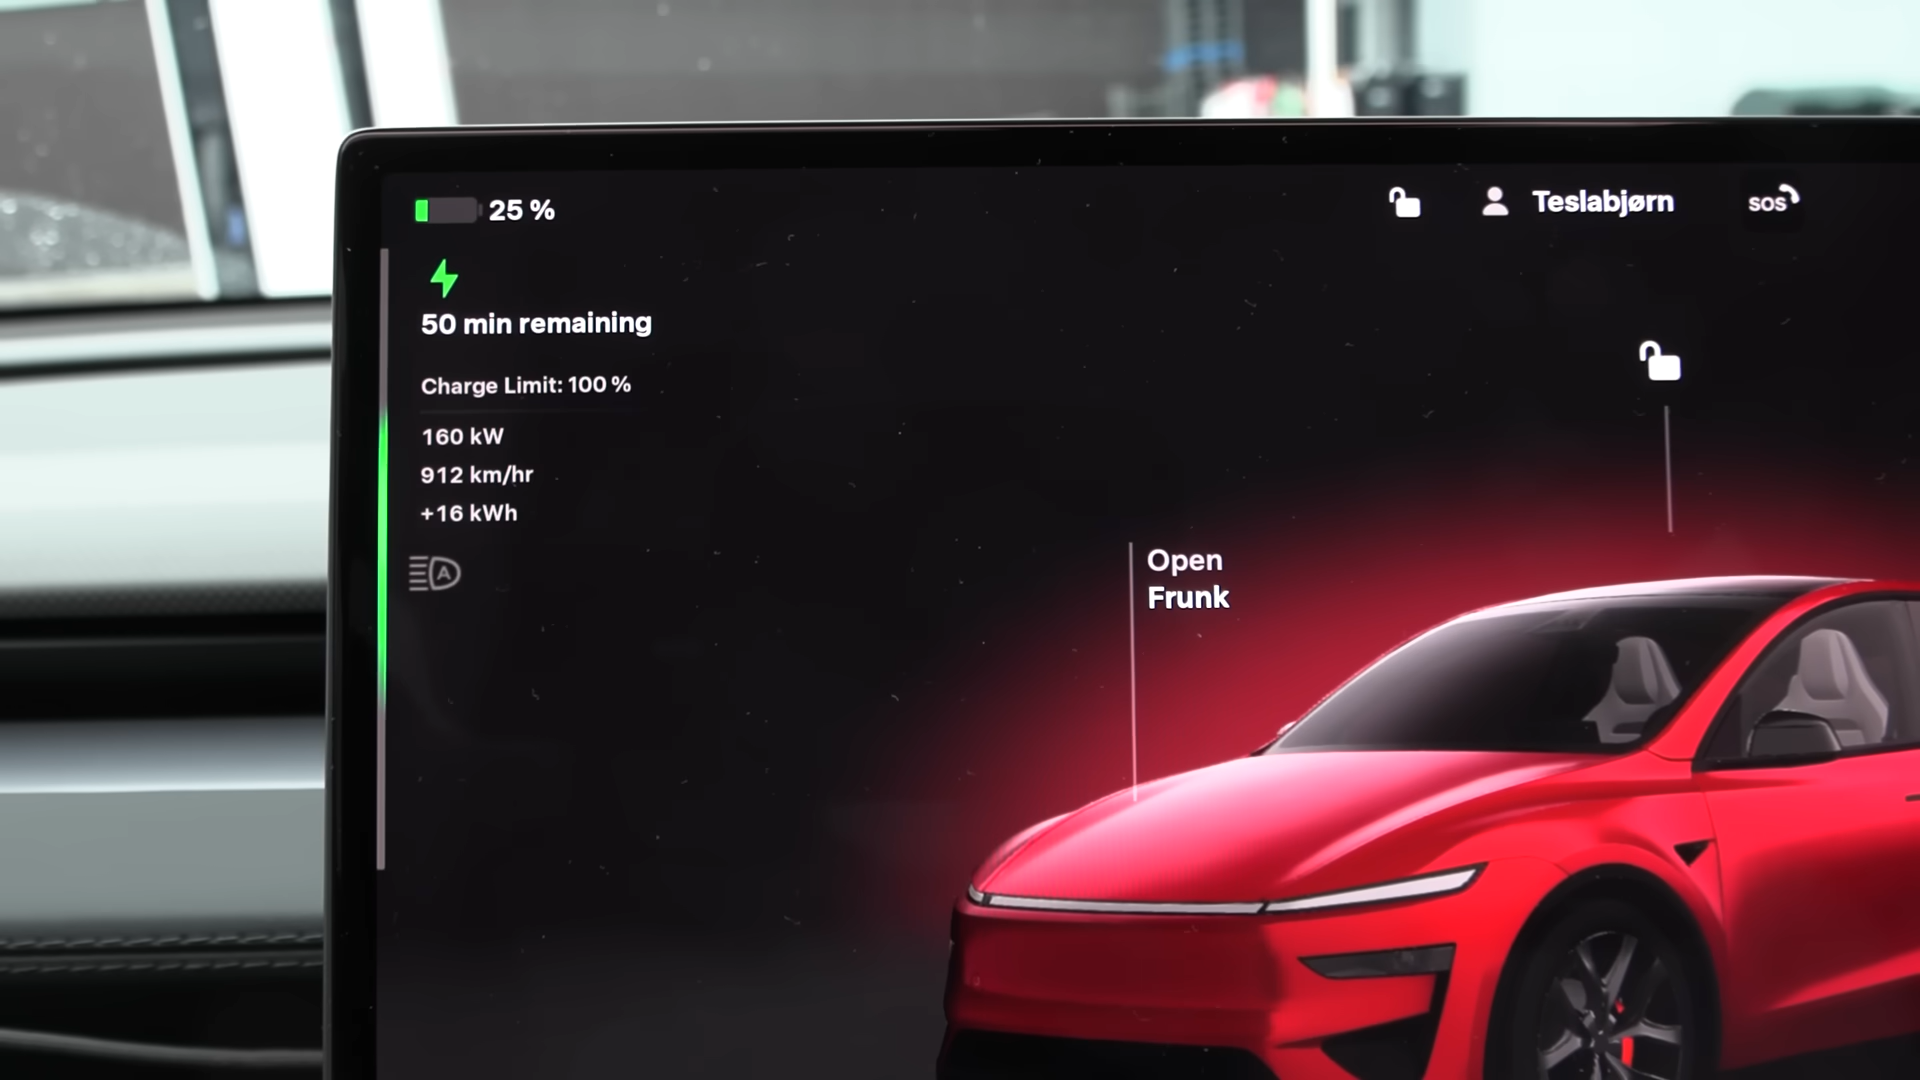 25 %
Teslabjørn
SOS
50 min remaining
Charge Limit: 100 %
160 kW
912 km/hr
+16 kWh
A
Open
Frunk